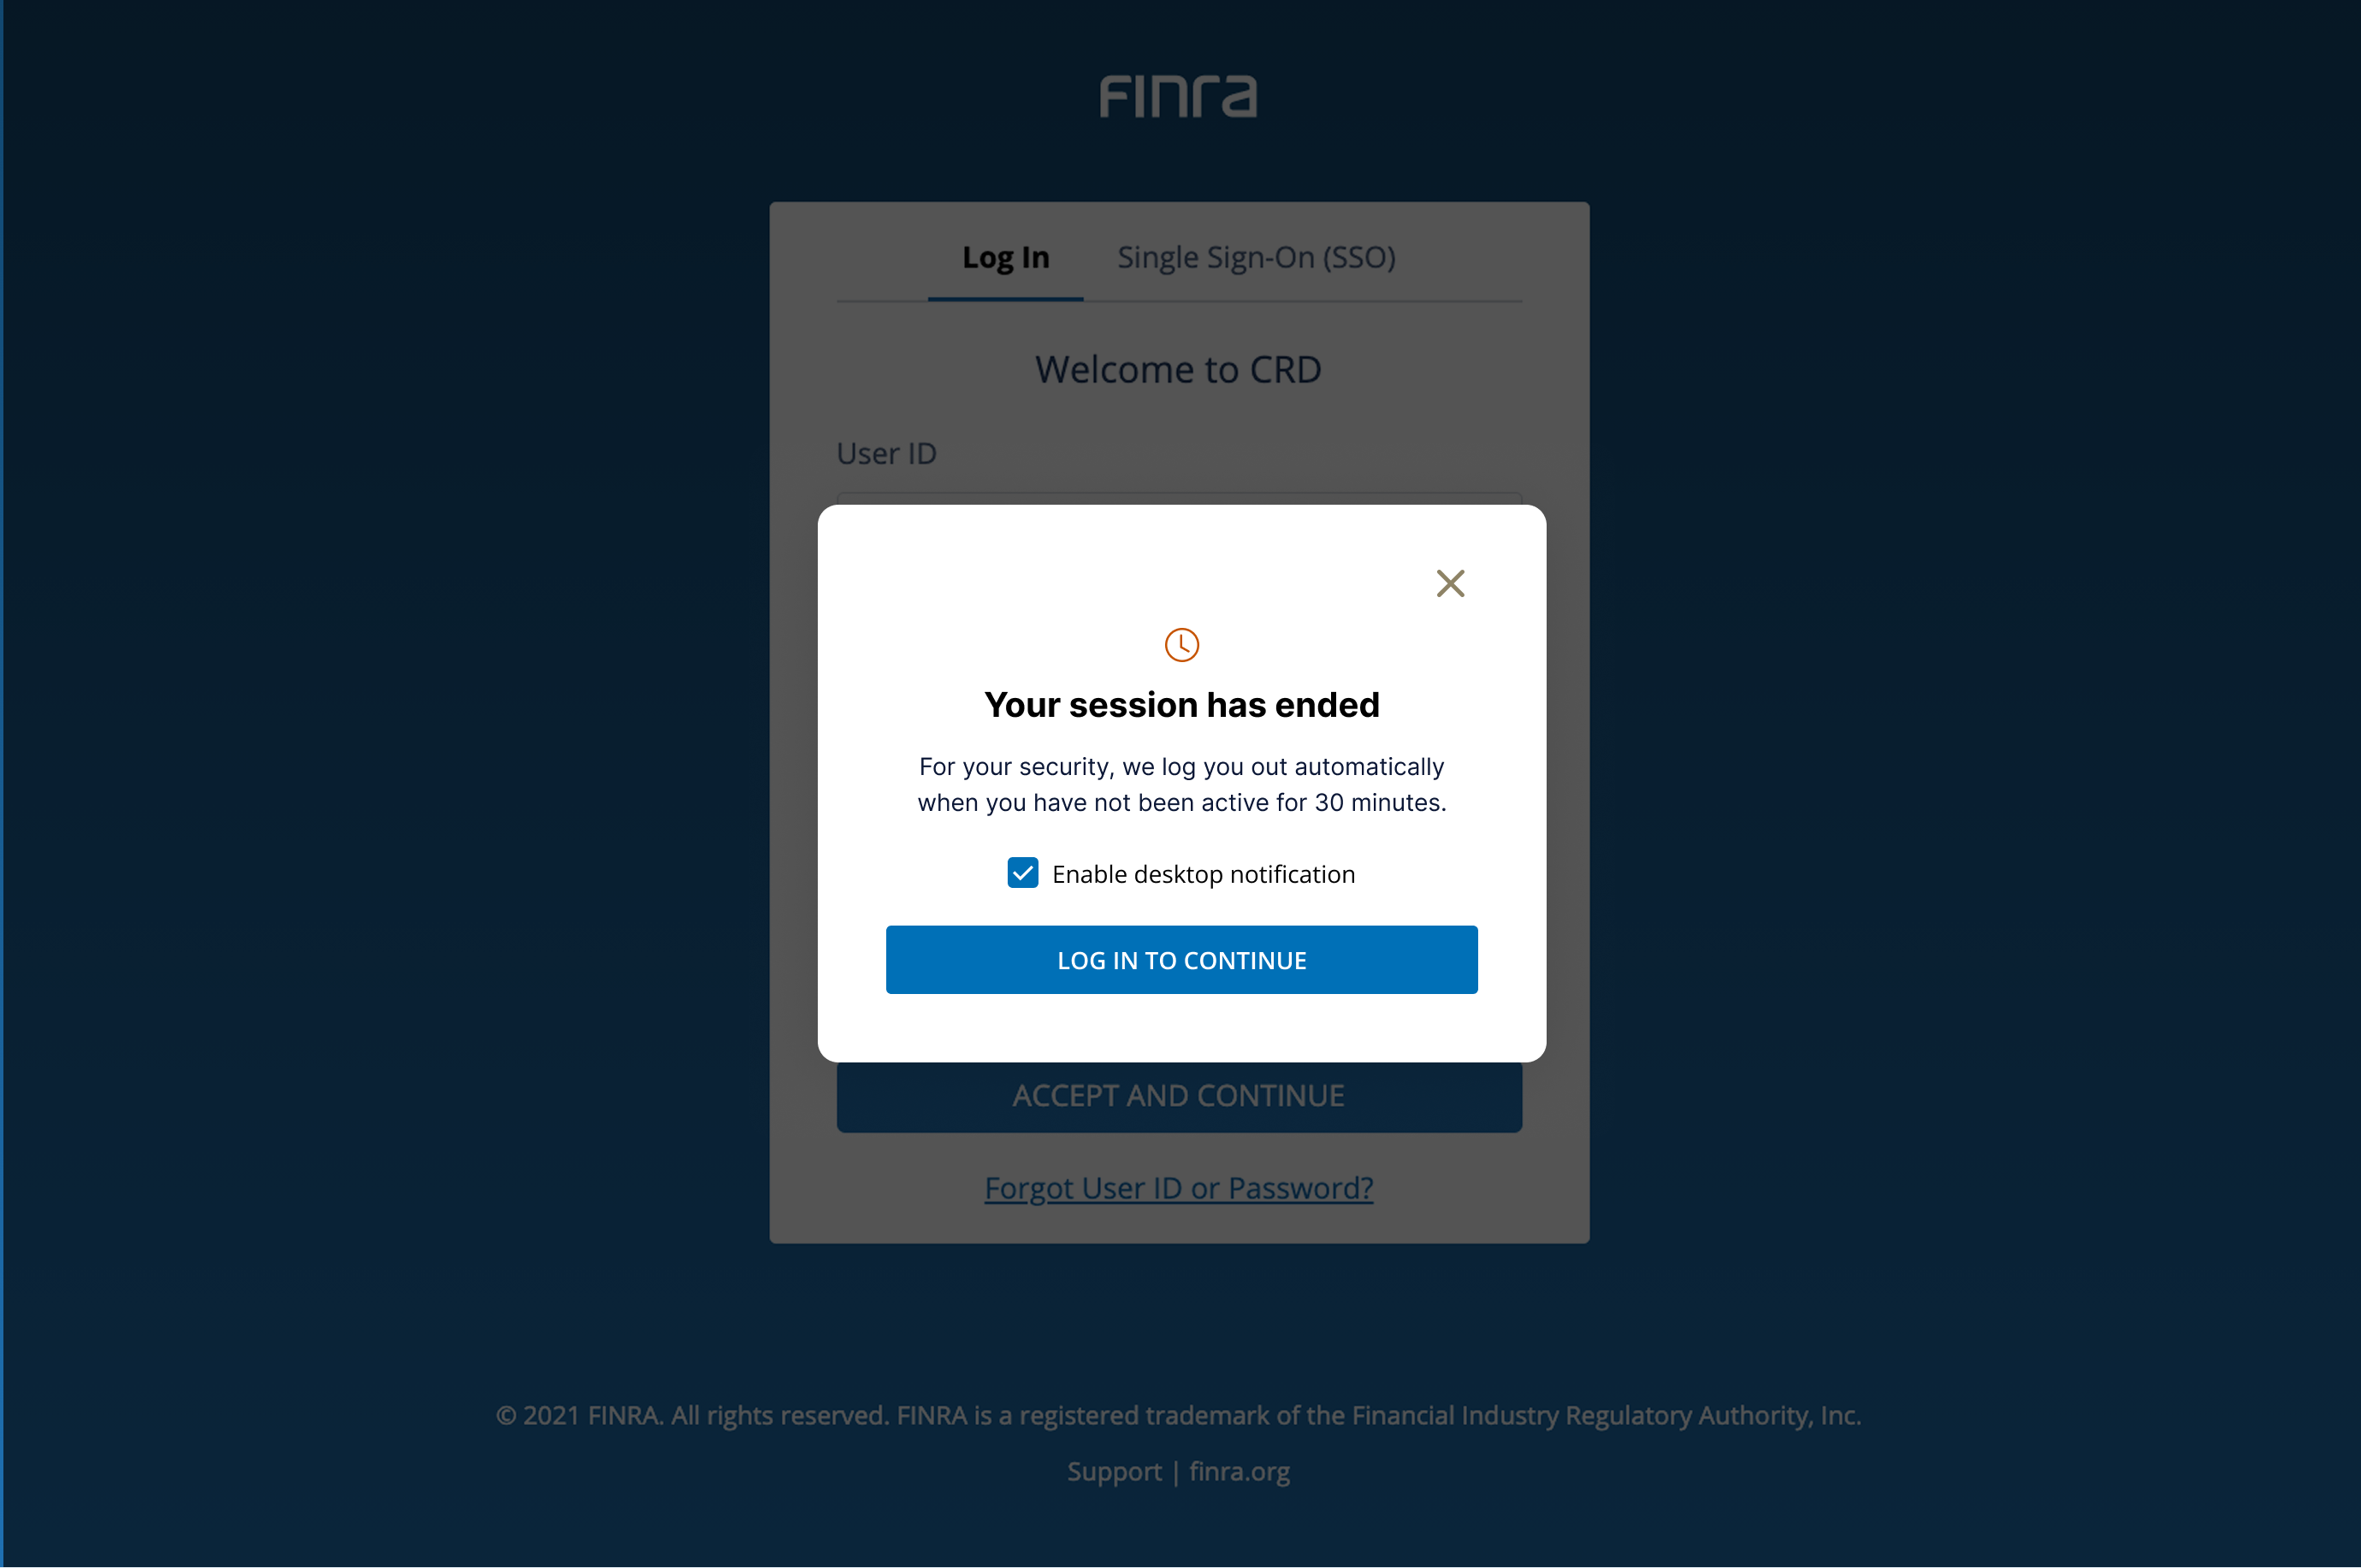 FINRA
Log In
Single Sign-On (SSO)
Welcome to CRD
User ID
Your session has ended
For your security, we log you out automatically
when you have not been active for 30 minutes.
Enable desktop notification
LOG IN TO CONTINUE
ACCEPT AND CONTINUE
Forgot User ID or Password?
© 2021 FINRA. All rights reserved. FINRA is a registered trademark of the Financial Industry Regulatory Authority, Inc.
Support | finra.org